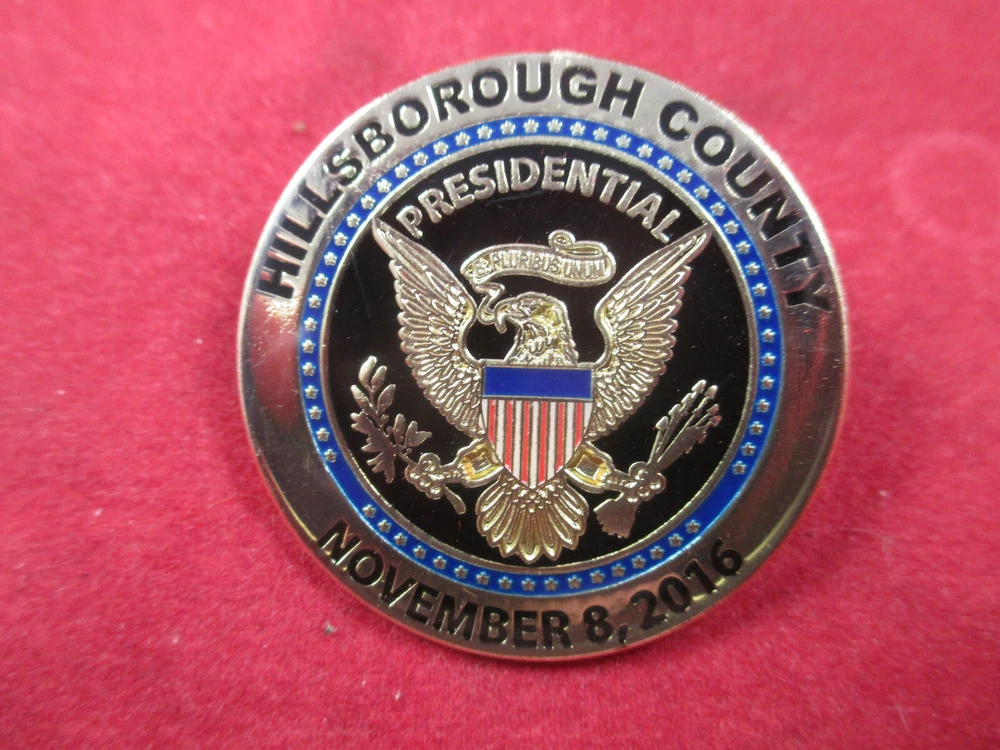 HILLSBOROUGH COUNTY
PRESIDENTIAL
E PLURIBUS UNUM
NOVEMBER 8, 2016